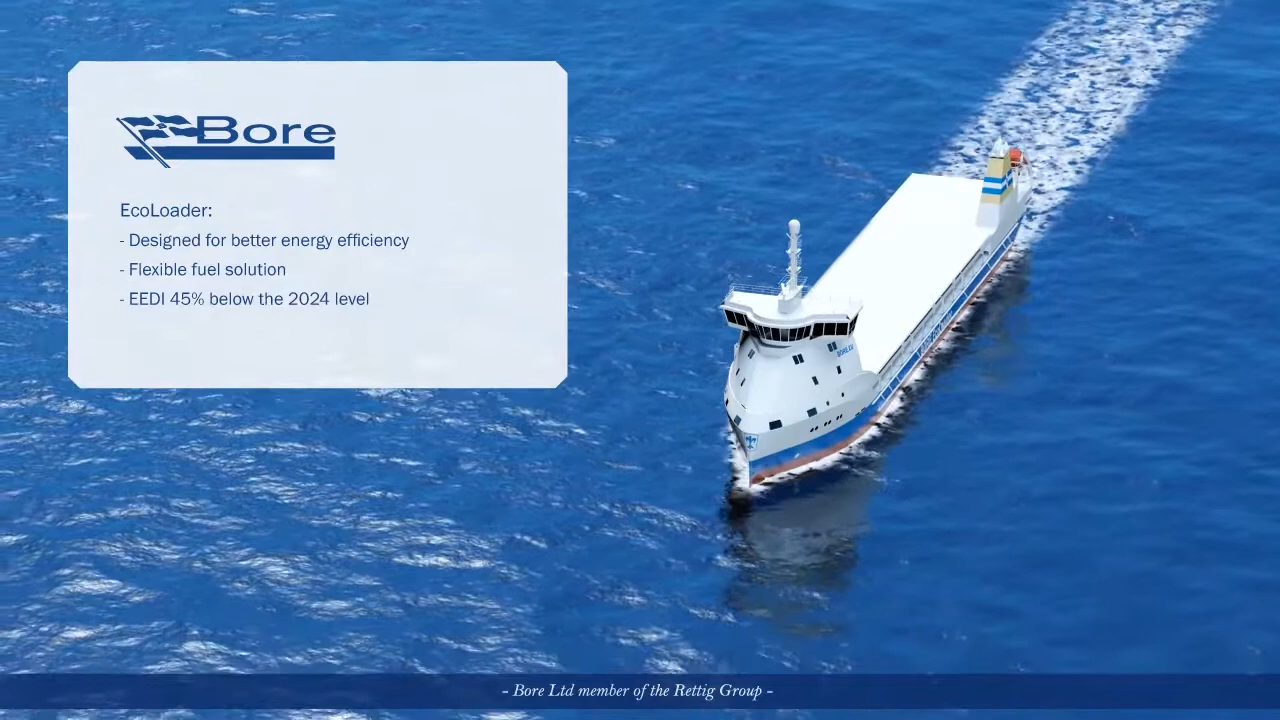 Bore
EcoLoader:
- Designed for better energy efficiency
- Flexible fuel solution
- EEDI 45% below the 2024 level
– Bore Ltd member of the Rettig Group –